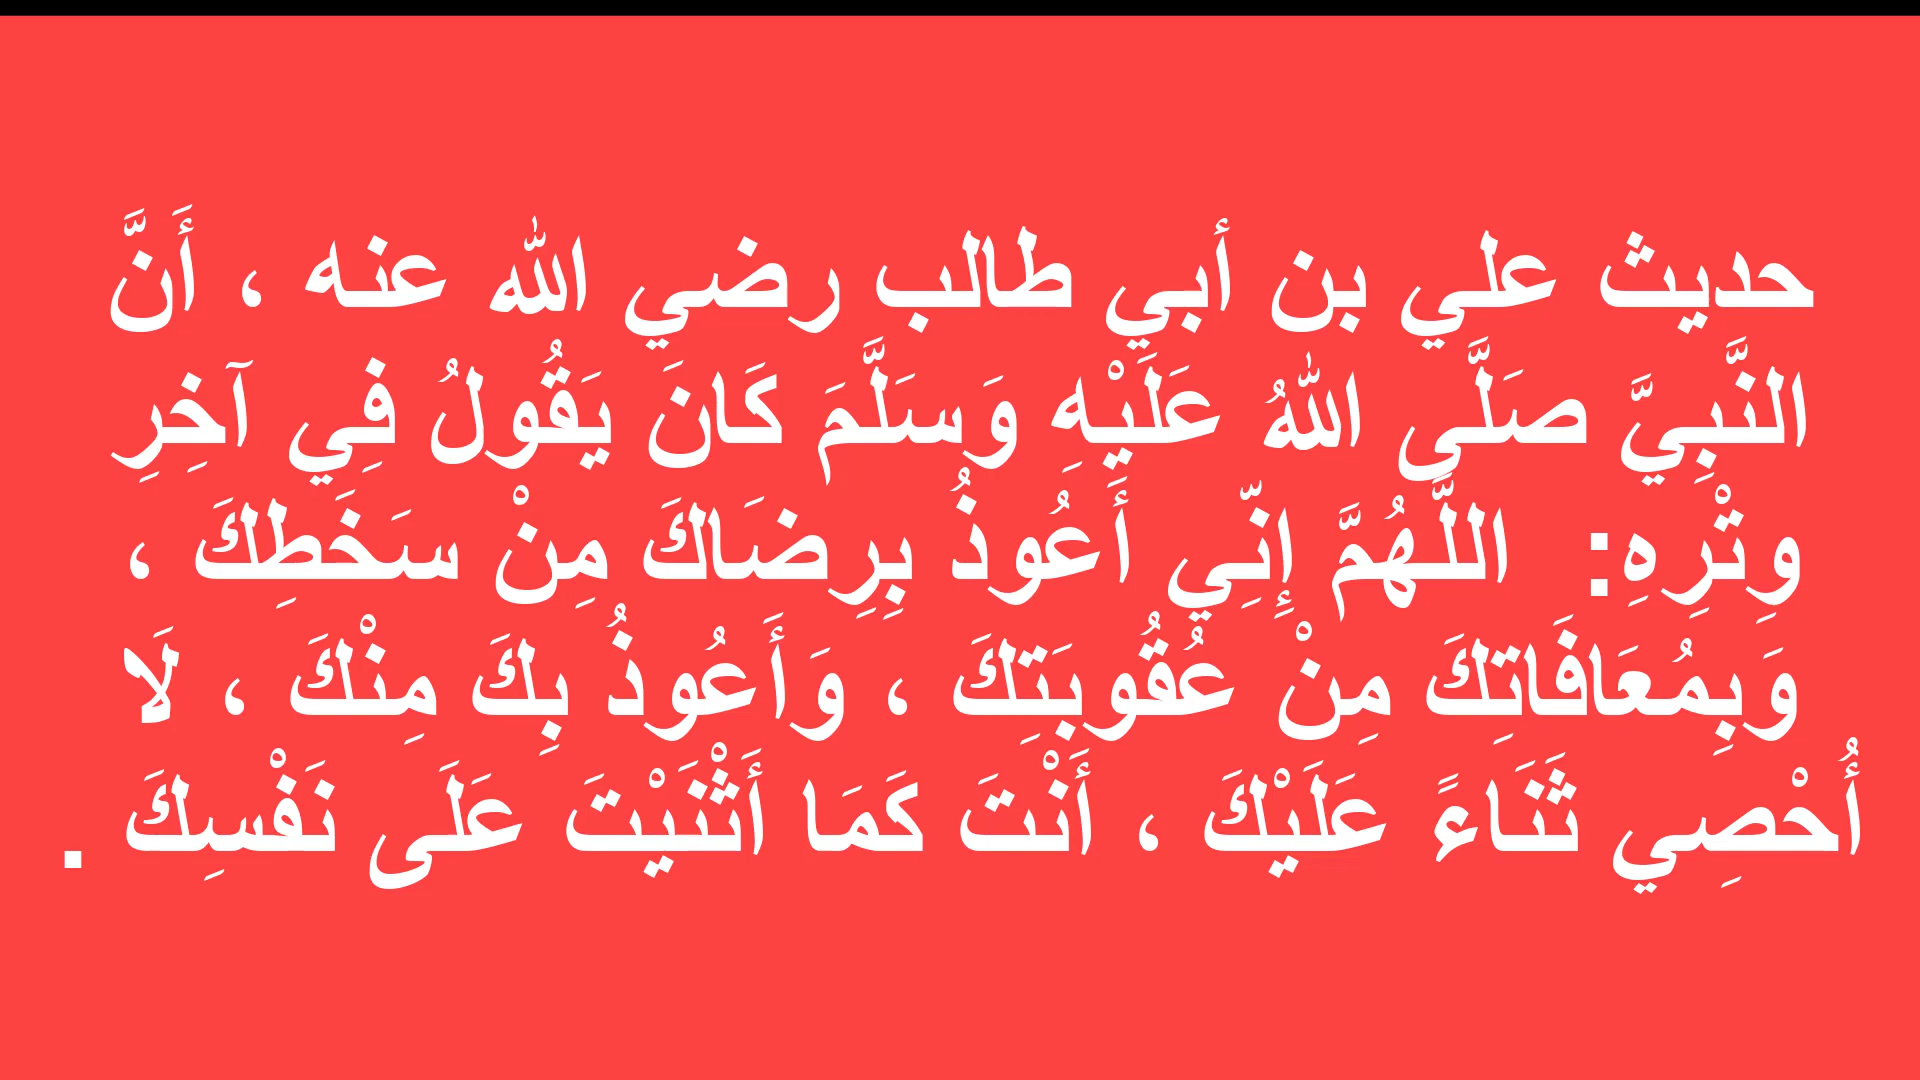 حديث علي بن أبي طالب رضي الله عنه ، أَنَّ
النَّبِيَّ صَلَّى اللهُ عَلَيْهِ وَسَلَّمَ كَانَ يَقُولُ فِي آخِرِ
وِتْرِهِ: اللَّهُمَّ إِنِّي أَعُوذُ بِرِضَاكَ مِنْ سَخَطِكَ ،
وَبِمُعَافَاتِكَ مِنْ عُقُوبَتِكَ ، وَأَعُوذُ بِكَ مِنْكَ ، لَا
أُحْصِي ثَنَاءً عَلَيْكَ ، أَنْتَ كَمَا أَثْنَيْتَ عَلَى نَفْسِكَ .